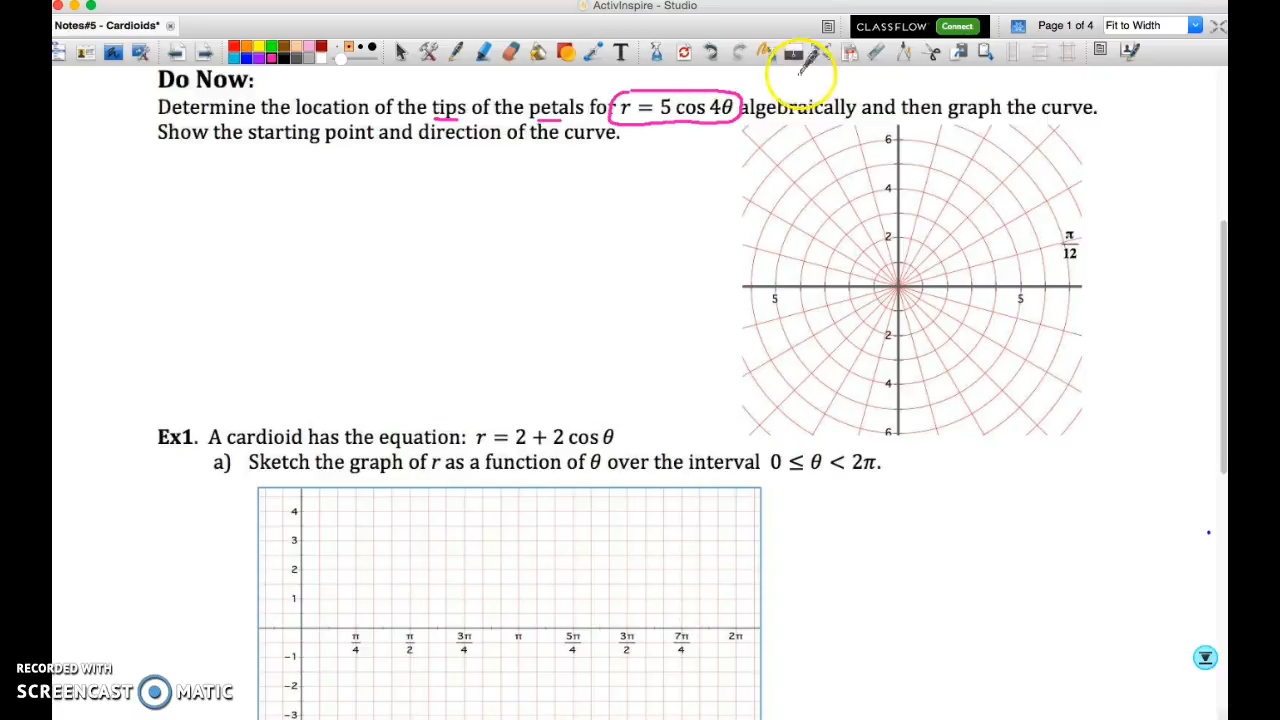 ActivInspire - Studio
Notes#5 - Cardioids*
CLASSFLOW Connect
Page 1 of 4
Fit to Width
Do Now:
Determine the location of the tips of the petals for r = 5 cos 4θ algebraically and then graph the curve.
Show the starting point and direction of the curve.
6
4
2
π/12
5 5
2
4
6
Ex1. A cardioid has the equation: r = 2 + 2 cos θ
a) Sketch the graph of r as a function of θ over the interval 0 ≤ θ < 2π.
4
3
2
1
π/4 π/2 3π/4 π 5π/4 3π/2 7π/4 2π
-1
-2
-3
RECORDED WITH
SCREENCAST MATIC